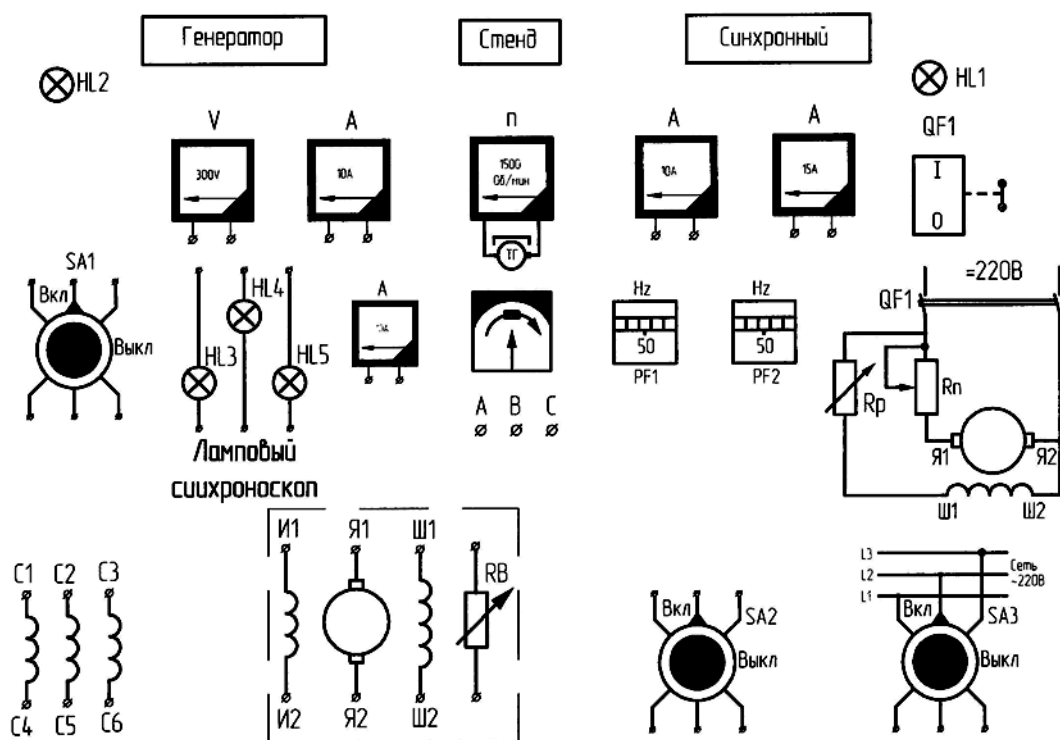 Генератор
Стенд
Синхронный
HL2
HL1
V
A
n
A
A
QF1
300V
10A
1500
Об/мин
10A
15A
I
O
ТГ
SA1
Вкл
Выкл
HL4
HL3
HL5
A
Hz
Hz
50
50
PF1
PF2
=220В
QF1
Rp
Rп
Я1
Я2
Ш1
Ш2
A
B
C
Ламповый
сиихроноскоп
И1
Я1
Ш1
RB
И2
Я2
Ш2
C1
C2
C3
C4
C5
C6
Вкл
SA2
Выкл
L3
L2
L1
Сеть
~220В
Вкл
SA3
Выкл